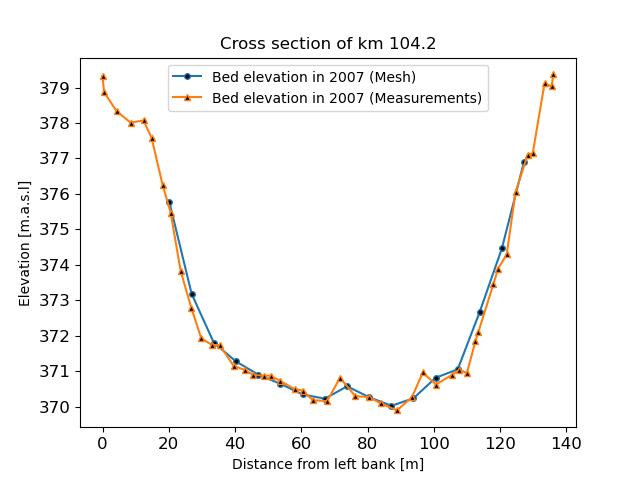 Cross section of km 104.2
Bed elevation in 2007 (Mesh)
Bed elevation in 2007 (Measurements)
Elevation [m.a.s.l]
379
378
377
376
375
374
373
372
371
370
0 20 40 60 80 100 120 140
Distance from left bank [m]